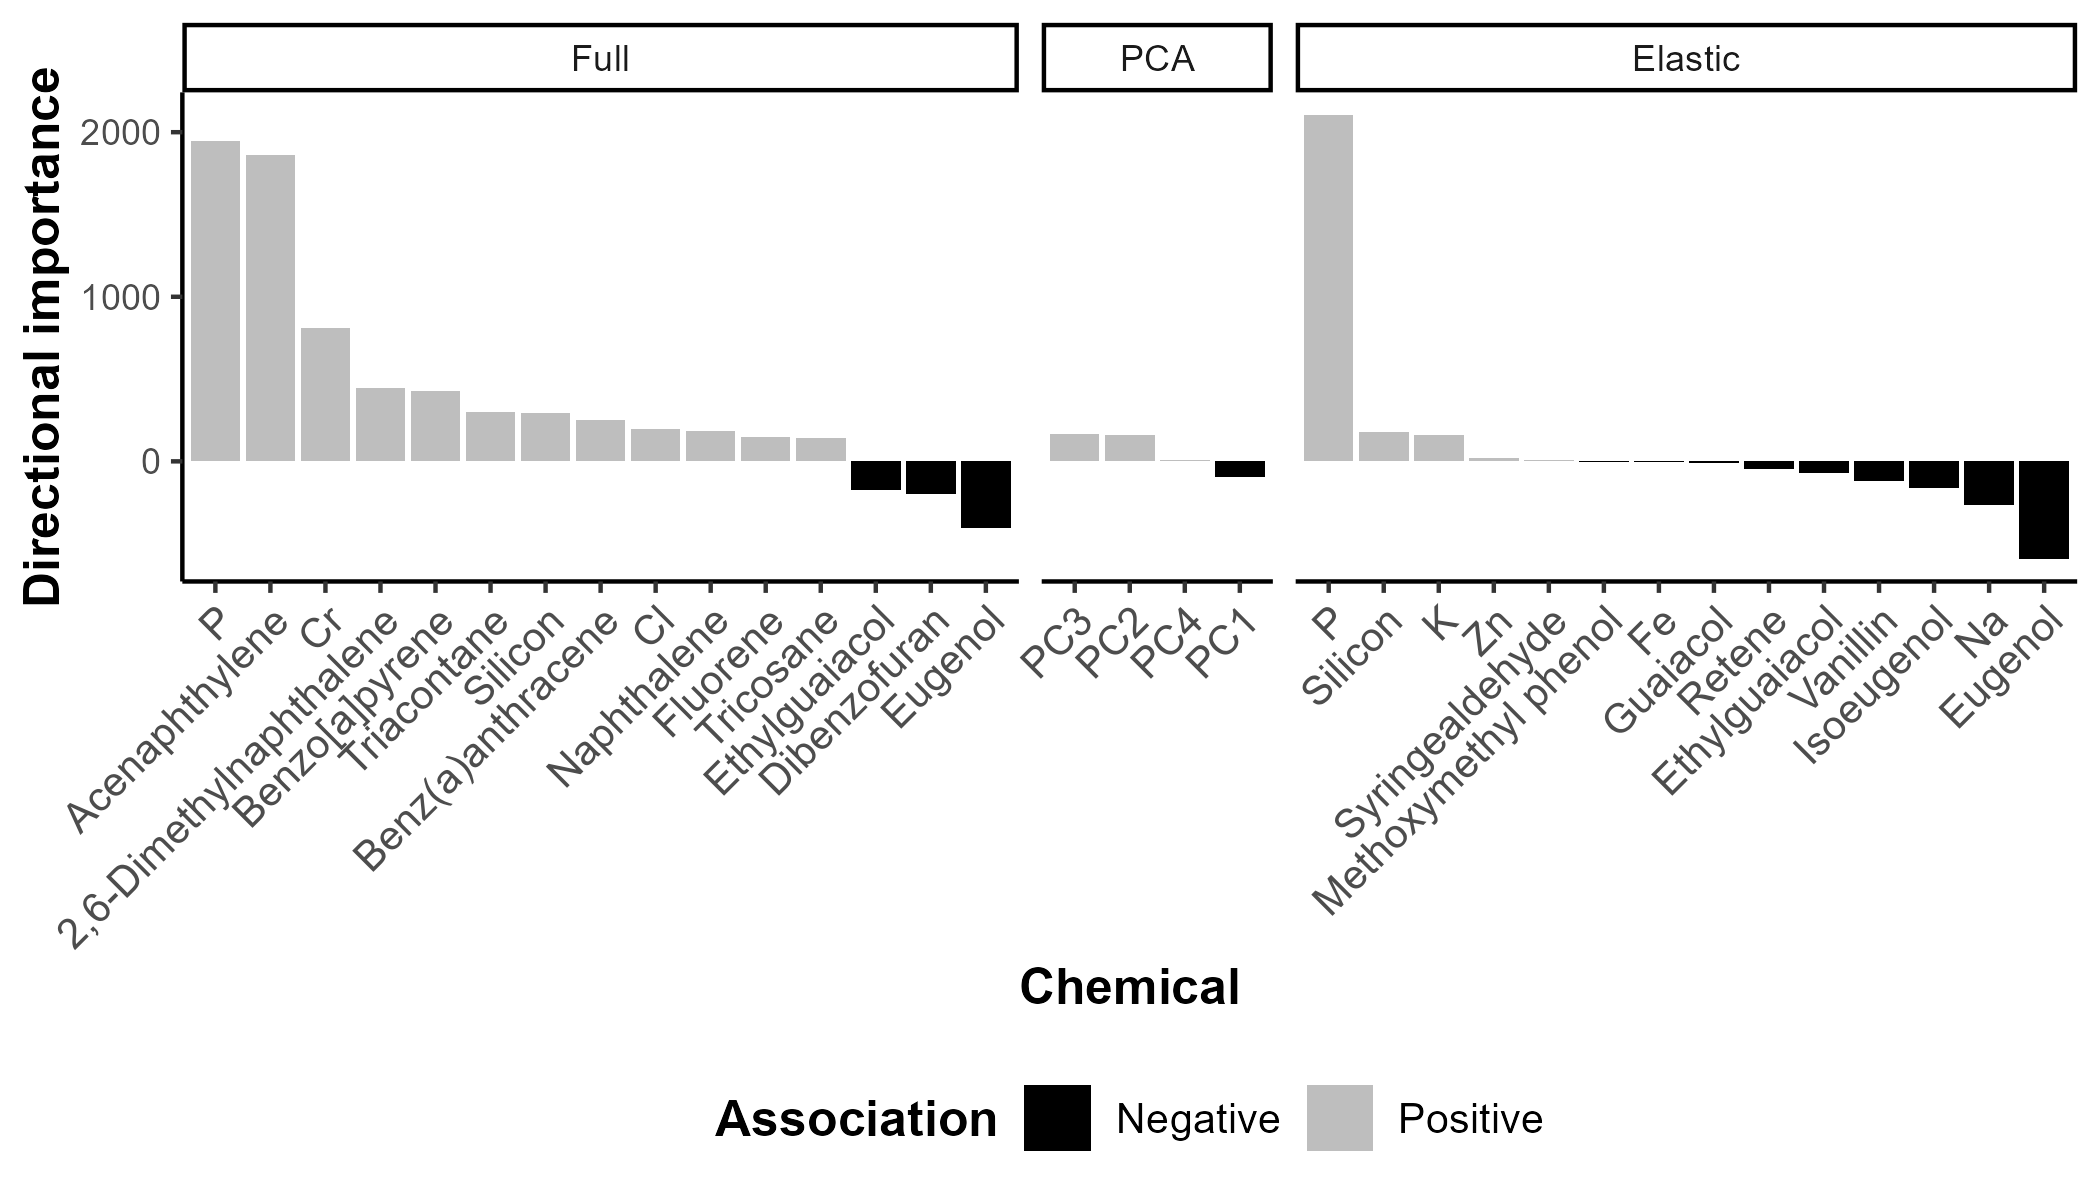 Full
PCA
Elastic
Directional importance
2000
1000
0
P
Acenaphthylene
Cr
2,6-Dimethylnaphthalene
Benzo[a]pyrene
Triacontane
Silicon
Benz(a)anthracene
Cl
Naphthalene
Fluorene
Tricosane
Ethylguaiacol
Dibenzofuran
Eugenol
PC3
PC2
PC4
PC1
P
Silicon
K
Zn
Syringealdehyde
Methoxymethyl phenol
Fe
Guaiacol
Retene
Ethylguaiacol
Vanillin
Isoeugenol
Na
Eugenol
Chemical
Association Negative Positive